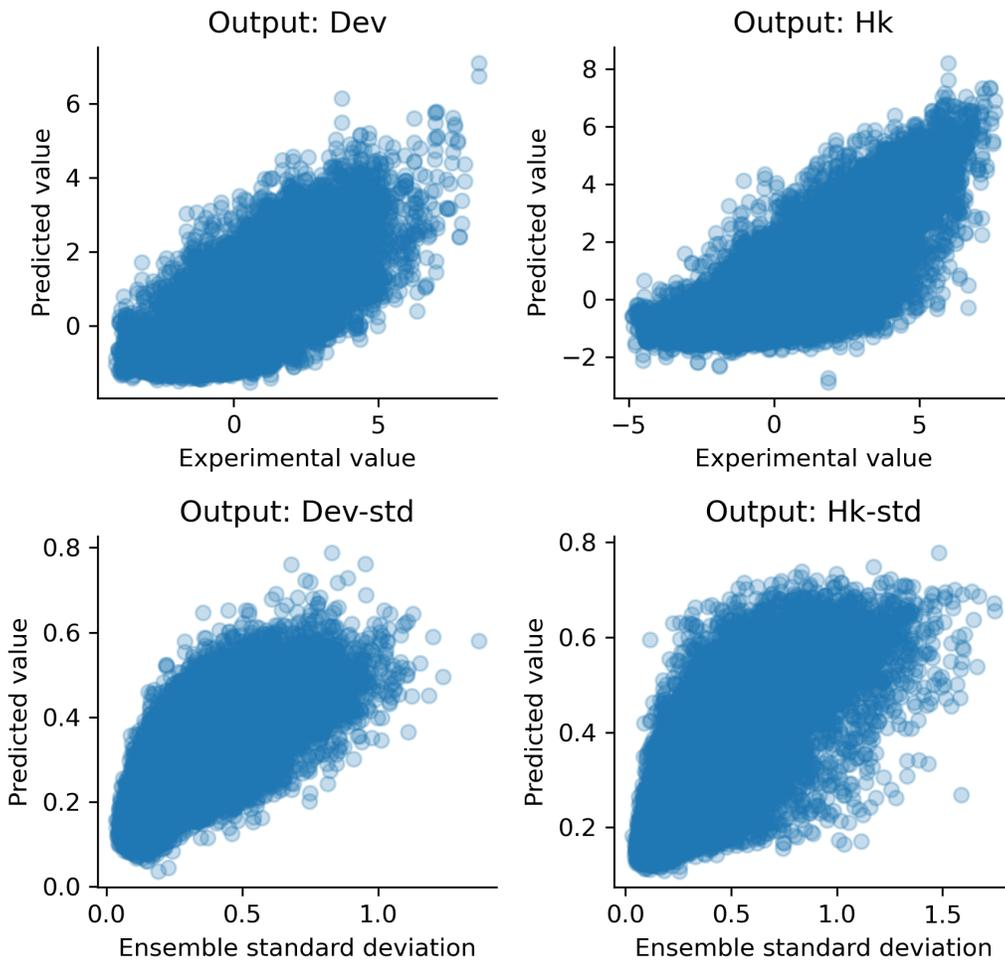 Output: Dev
Predicted value
6
4
2
0
0
5
Experimental value
Output: Hk
Predicted value
8
6
4
2
0
−2
−5
0
5
Experimental value
Output: Dev-std
Predicted value
0.8
0.6
0.4
0.2
0.0
0.0
0.5
1.0
Ensemble standard deviation
Output: Hk-std
Predicted value
0.8
0.6
0.4
0.2
0.0
0.5
1.0
1.5
Ensemble standard deviation